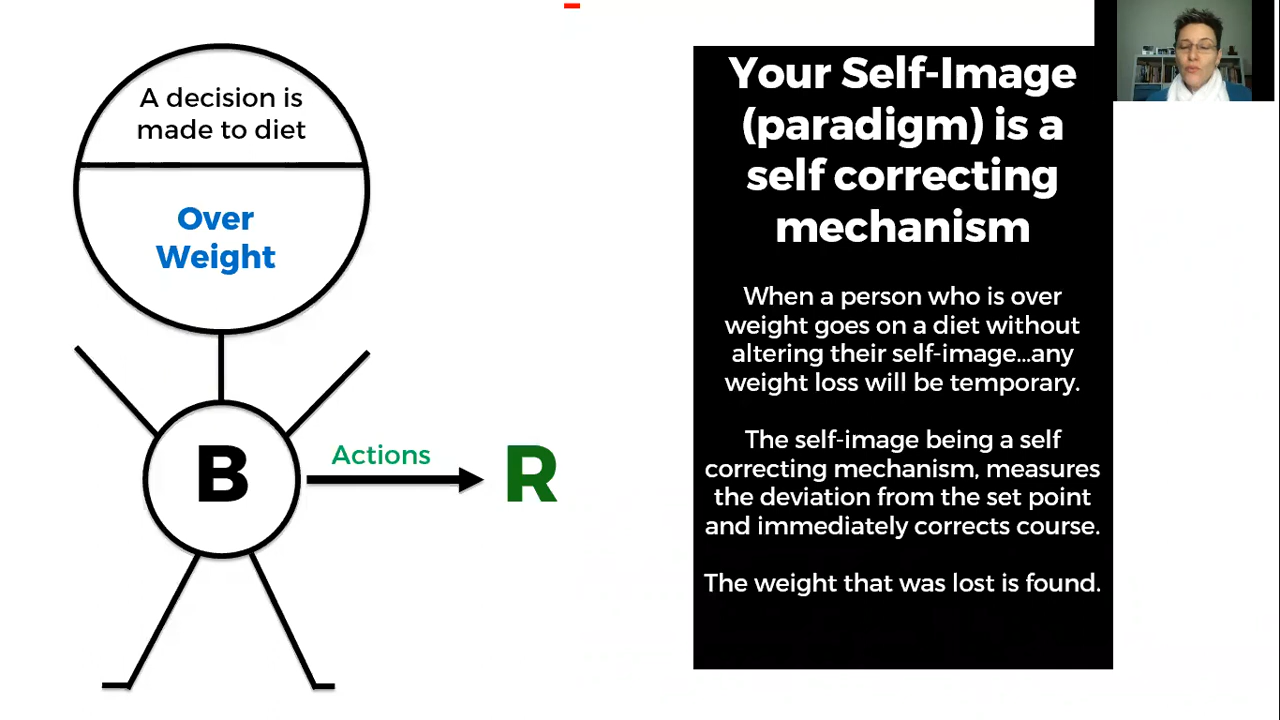 A decision is
made to diet
Over
Weight
B
Actions
R
Your Self-Image
(paradigm) is a
self correcting
mechanism
When a person who is over
weight goes on a diet without
altering their self-image...any
weight loss will be temporary.
The self-image being a self
correcting mechanism, measures
the deviation from the set point
and immediately corrects course.
The weight that was lost is found.